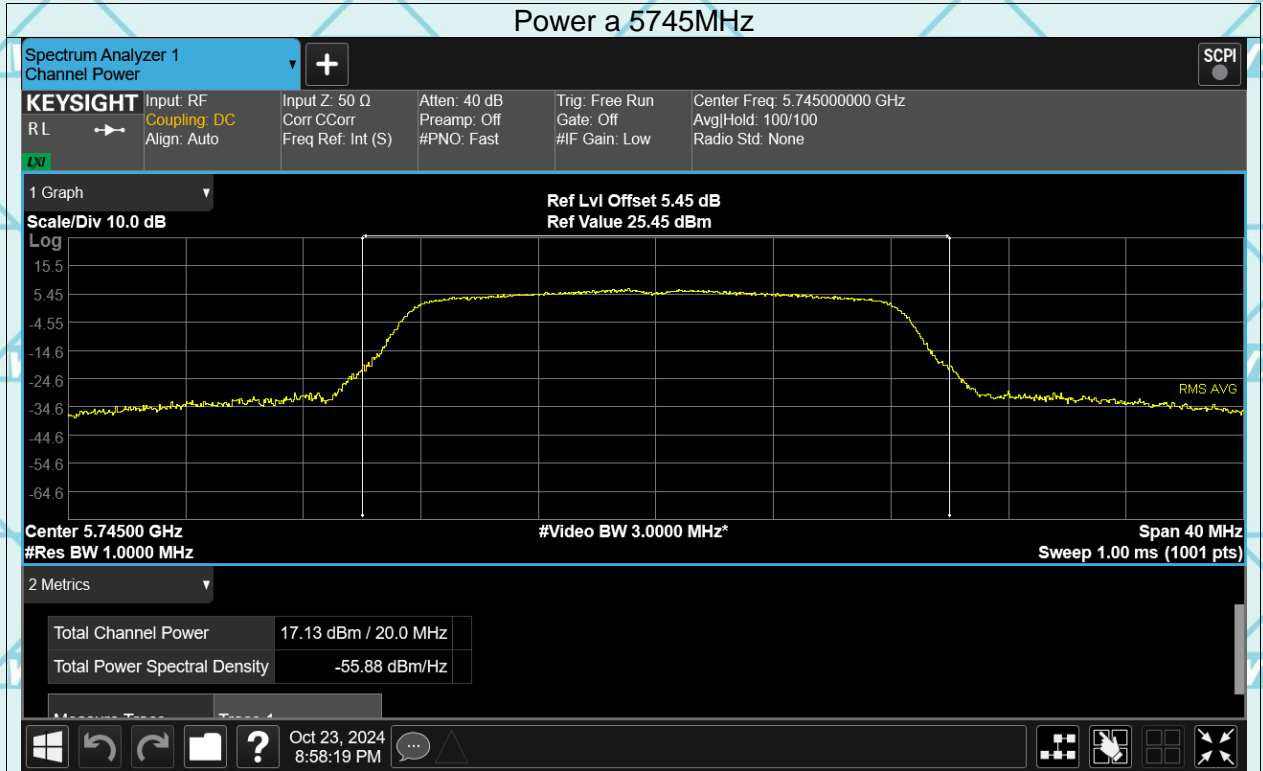 Power a 5745MHz
Spectrum Analyzer 1
Channel Power
SCPI
KEYSIGHT
RL
LXI
Input: RF
Coupling: DC
Align: Auto
Input Z: 50 Ω
Corr CCorr
Freq Ref: Int (S)
Atten: 40 dB
Preamp: Off
#PNO: Fast
Trig: Free Run
Gate: Off
#IF Gain: Low
Center Freq: 5.745000000 GHz
Avg|Hold: 100/100
Radio Std: None
1 Graph
Scale/Div 10.0 dB
Ref Lvl Offset 5.45 dB
Ref Value 25.45 dBm
Log
15.5
5.45
-4.55
-14.6
-24.6
-34.6
-44.6
-54.6
-64.6
RMS AVG
Center 5.74500 GHz
#Res BW 1.0000 MHz
#Video BW 3.0000 MHz*
Span 40 MHz
Sweep 1.00 ms (1001 pts)
2 Metrics
Total Channel Power 17.13 dBm / 20.0 MHz
Total Power Spectral Density -55.88 dBm/Hz
Measure Trace Trace 1
?
Oct 23, 2024
8:58:19 PM